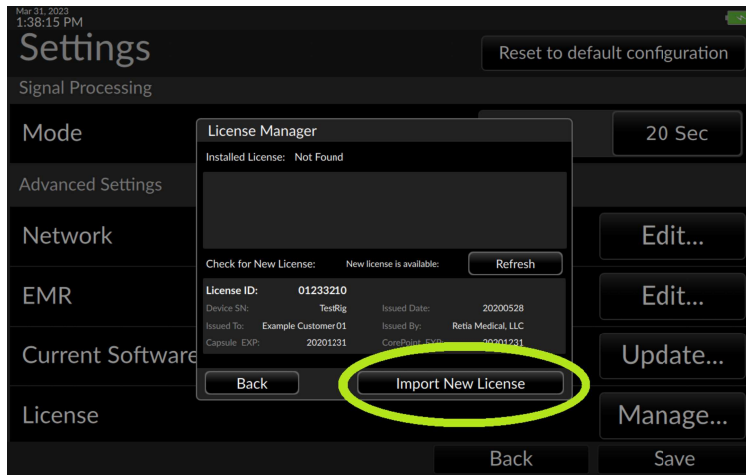 Mar 31, 2023
1:38:15 PM
Settings
Reset to default configuration
Signal Processing
Mode
20 Sec
License Manager
Installed License: Not Found
Advanced Settings
Network
Edit...
Check for New License: New license is available: Refresh
License ID: 01233210
Device SN: TestRig Issued Date: 20200528
Issued To: Example Customer01 Issued By: Retia Medical, LLC
Capsule EXP: 20201231 CorePoint EXP: 20201231
EMR
Edit...
Back Import New License
Current Software
Update...
License
Manage...
Back Save